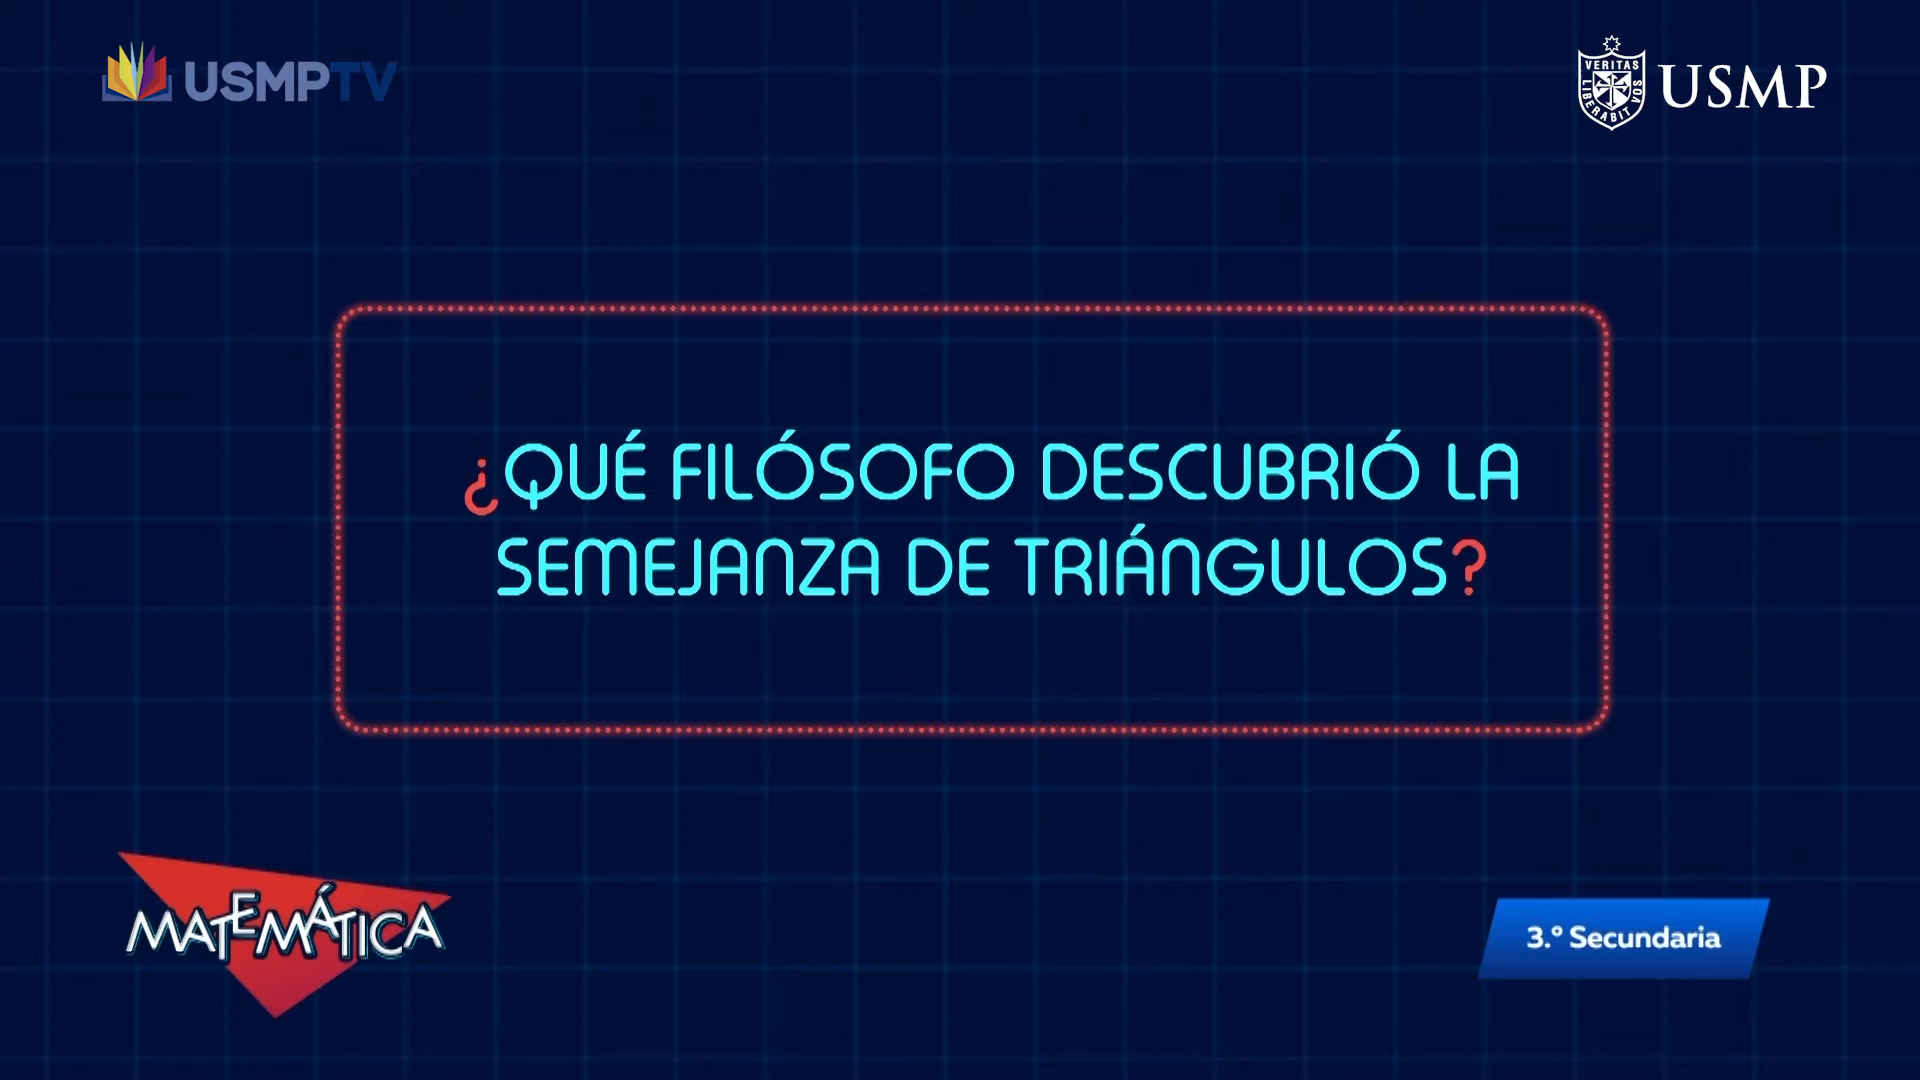 USMPTV
VERITAS
LIBERABIT VOS
USMP
¿QUÉ FILÓSOFO DESCUBRIÓ LA
SEMEJANZA DE TRIÁNGULOS?
MATEMÁTICA
3.º Secundaria